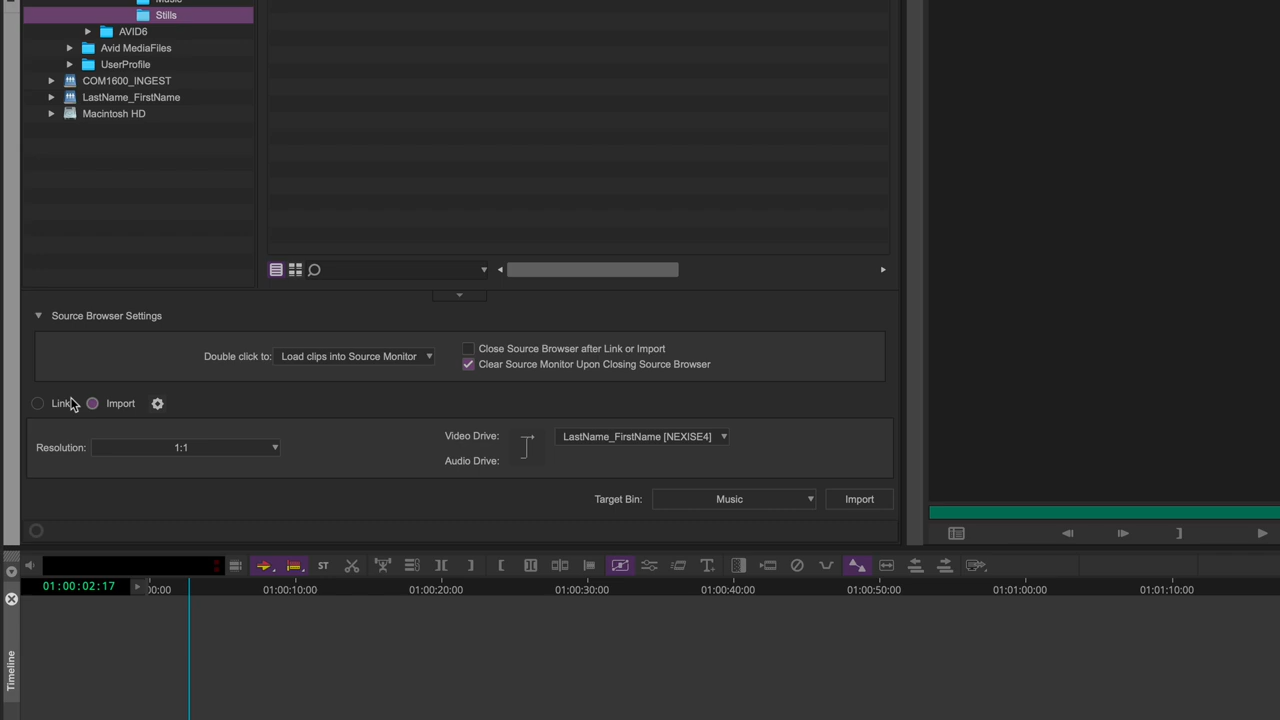 Music
Stills
AVID6
Avid MediaFiles
UserProfile
COM1600_INGEST
LastName_FirstName
Macintosh HD
Source Browser Settings
Double click to: Load clips into Source Monitor
Close Source Browser after Link or Import
Clear Source Monitor Upon Closing Source Browser
Link Import
Resolution: 1:1
Video Drive: LastName_FirstName [NEXISE4]
Audio Drive:
Target Bin: Music Import
ST
01:00:02:17
00:00 01:00:10:00 01:00:20:00 01:00:30:00 01:00:40:00 01:00:50:00 01:01:00:00 01:01:10:00
Timeline